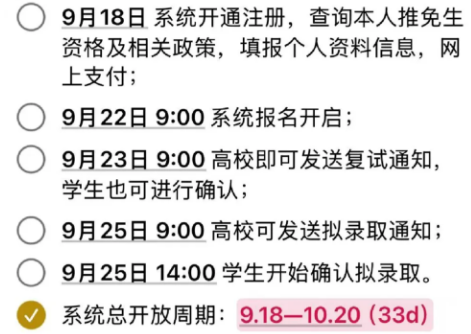 9月18日 系统开通注册，查询本人推免生
资格及相关政策，填报个人资料信息，网
上支付；
9月22日 9:00 系统报名开启；
9月23日 9:00 高校即可发送复试通知，
学生也可进行确认；
9月25日 9:00 高校可发送拟录取通知；
9月25日 14:00 学生开始确认拟录取。
系统总开放周期：9.18—10.20（33d）